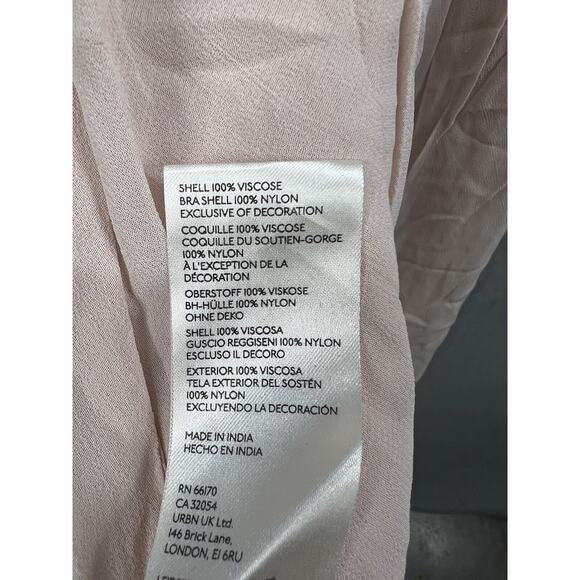 SHELL 100% VISCOSE
BRA SHELL 100% NYLON
EXCLUSIVE OF DECORATION
COQUILLE 100% VISCOSE
COQUILLE DU SOUTIEN-GORGE
100% NYLON
À L'EXCEPTION DE LA
DÉCORATION
OBERSTOFF 100% VISKOSE
BH-HÜLLE 100% NYLON
OHNE DEKO
SHELL 100% VISCOSA
GUSCIO REGGISENI 100% NYLON
ESCLUSO IL DECORO
EXTERIOR 100% VISCOSA
TELA EXTERIOR DEL SOSTÉN
100% NYLON
EXCLUYENDO LA DECORACIÓN
MADE IN INDIA
HECHO EN INDIA
RN 66170
CA 32054
URBN UK Ltd.
146 Brick Lane,
LONDON, E1 6RU